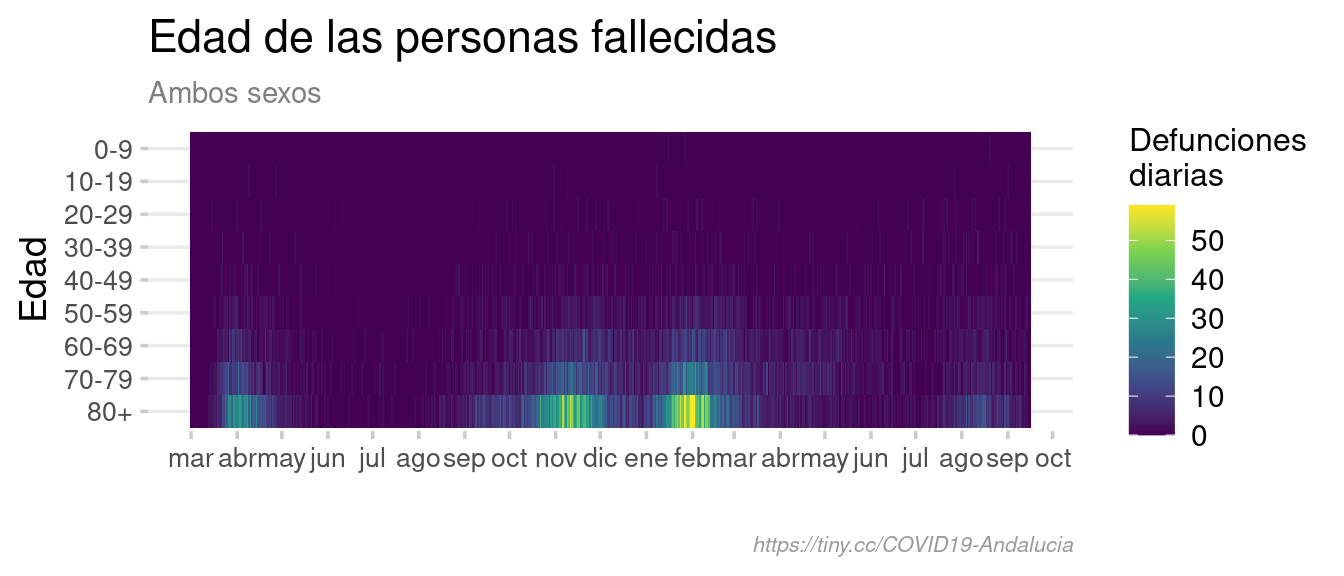 Edad de las personas fallecidas
Ambos sexos
Edad
0-9
10-19
20-29
30-39
40-49
50-59
60-69
70-79
80+
mar abr may jun jul ago sep oct nov dic ene feb mar abr may jun jul ago sep oct
Defunciones
diarias
50
40
30
20
10
0
https://tiny.cc/COVID19-Andalucia